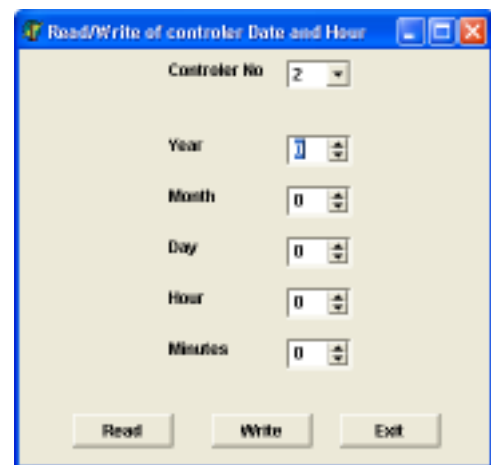 Read/Write of controler Date and Hour
Controler No 2
Year 0
Month 0
Day 0
Hour 0
Minutes 0
Read Write Exit